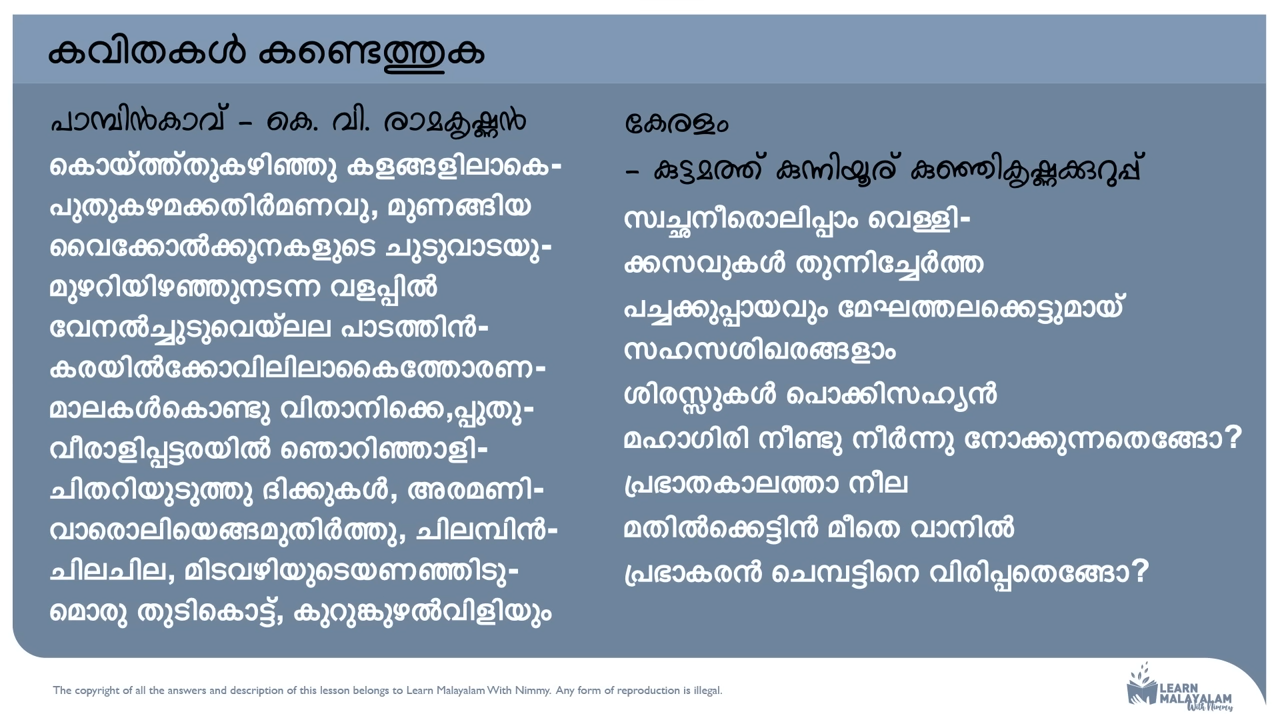 കവിതകൾ കണ്ടെത്തുക
പാമ്പിൻകാവ് – കെ. വി. രാമകൃഷ്ണൻ
കൊയ്ത്ത്തുകഴിഞ്ഞു കളങ്ങളിലാകെ-
പുതുകഴമക്കതിർമണവു, മുണങ്ങിയ
വൈക്കോൽക്കൂനകളുടെ ചുടുവാടയു-
മുഴറിയിഴഞ്ഞുനടന്ന വളപ്പിൽ
വേനൽച്ചുടുവെയ്‌ലല പാടത്തിൻ-
കരയിൽക്കോവിലിലാകൈത്തോരണ-
മാലകൾകൊണ്ടു വിതാനിക്കെ,പ്പുതു-
വീരാളിപ്പട്ടരയിൽ ഞൊറിഞ്ഞാളി-
ചിതറിയുടുത്തു ദിക്കുകൾ, അരമണി-
വാരൊലിയെങ്ങമുതിർത്തു, ചിലമ്പിൻ-
ചിലചില, മിടവഴിയുടെയണഞ്ഞിടു-
മൊരു തുടികൊട്ട്, കുറുങ്കുഴൽവിളിയും
കേരളം
– കുട്ടമത്ത് കുന്നിയൂര് കുഞ്ഞികൃഷ്ണക്കുറുപ്പ്
സ്വച്ഛനീരൊലിപ്പാം വെള്ളി-
ക്കസവുകൾ തുന്നിച്ചേർത്ത
പച്ചക്കുപ്പായവും മേഘത്തലക്കെട്ടുമായ്
സഹസശിഖരങ്ങളാം
ശിരസ്സുകൾ പൊക്കിസഹ്യൻ
മഹാഗിരി നീണ്ടു നീർന്നു നോക്കുന്നതെങ്ങോ?
പ്രഭാതകാലത്താ നീല
മതിൽക്കെട്ടിൻ മീതെ വാനിൽ
പ്രഭാകരൻ ചെമ്പട്ടിനെ വിരിപ്പതെങ്ങോ?
The copyright of all the answers and description of this lesson belongs to Learn Malayalam With Nimmy. Any form of reproduction is illegal.
LEARN
MALAYALAM
With Nimmy